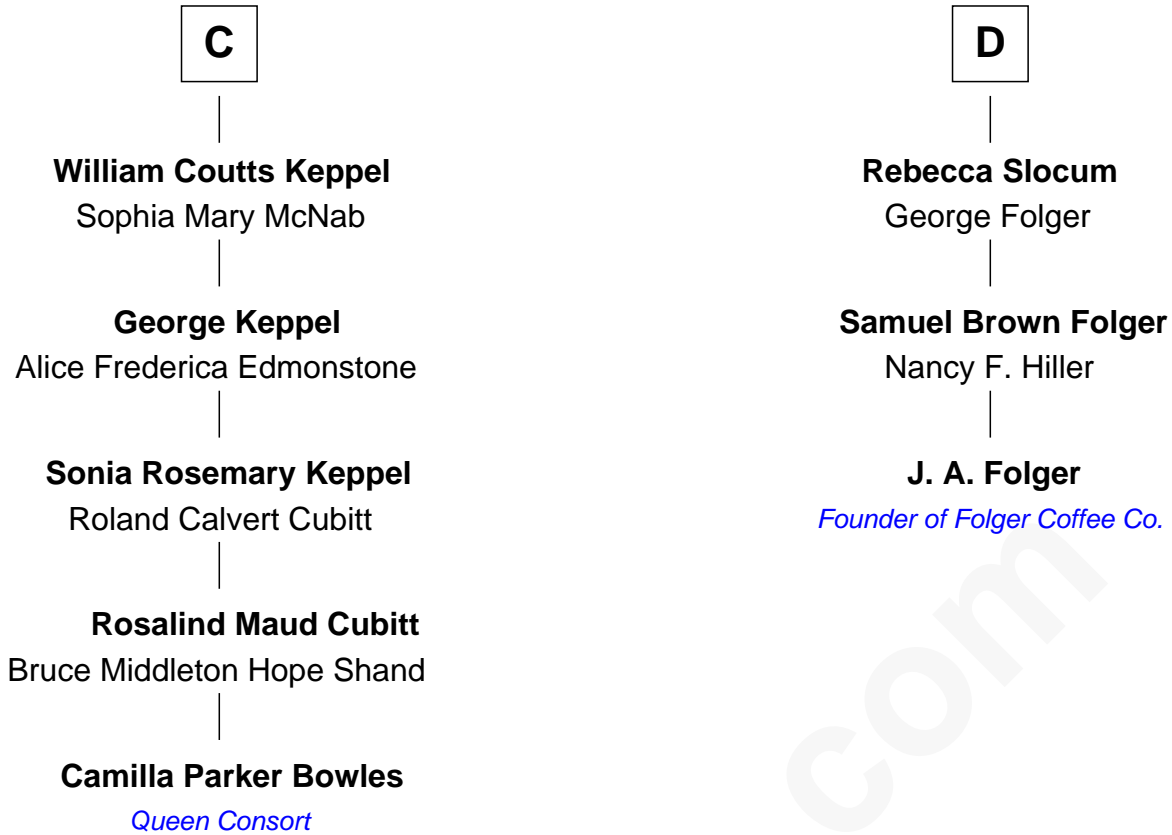 C
William Coutts Keppel
Sophia Mary McNab
George Keppel
Alice Frederica Edmonstone
Sonia Rosemary Keppel
Roland Calvert Cubitt
Rosalind Maud Cubitt
Bruce Middleton Hope Shand
Camilla Parker Bowles
Queen Consort
D
Rebecca Slocum
George Folger
Samuel Brown Folger
Nancy F. Hiller
J. A. Folger
Founder of Folger Coffee Co.
com